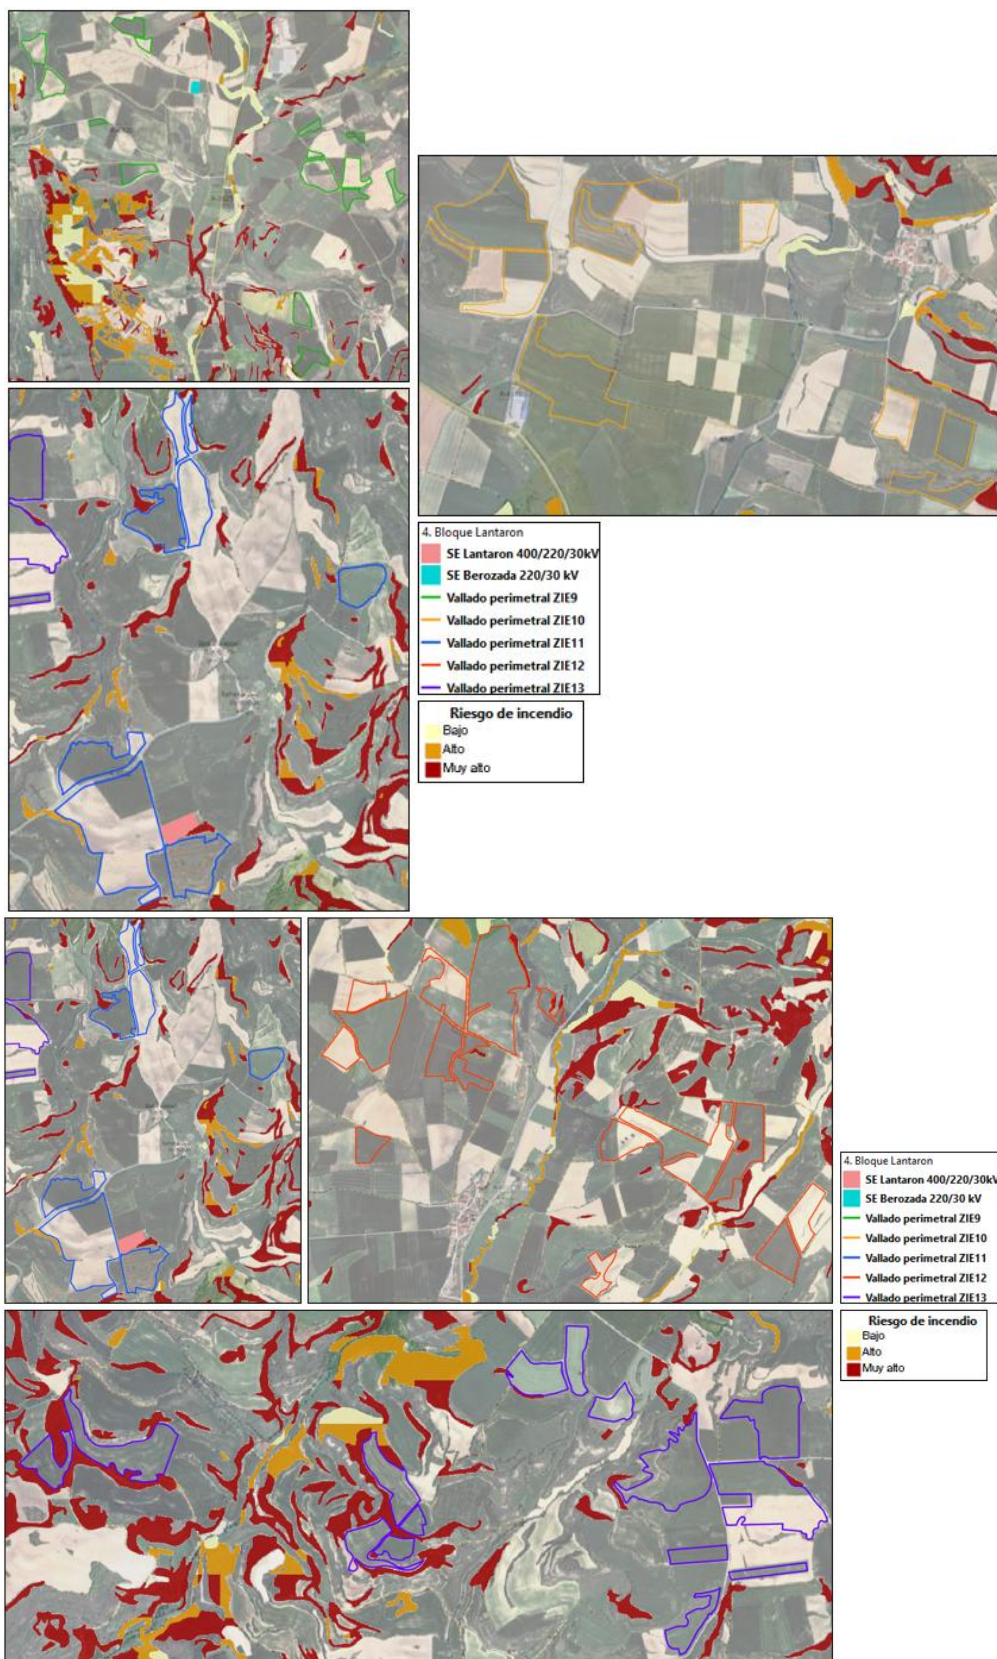 4. Bloque Lantaron
SE Lantaron 400/220/30kV
SE Berozada 220/30 kV
Vallado perimetral ZIE9
Vallado perimetral ZIE10
Vallado perimetral ZIE11
Vallado perimetral ZIE12
Vallado perimetral ZIE13
Riesgo de incendio
Bajo
Alto
Muy alto
4. Bloque Lantaron
SE Lantaron 400/220/30kV
SE Berozada 220/30 kV
Vallado perimetral ZIE9
Vallado perimetral ZIE10
Vallado perimetral ZIE11
Vallado perimetral ZIE12
Vallado perimetral ZIE13
Riesgo de incendio
Bajo
Alto
Muy alto